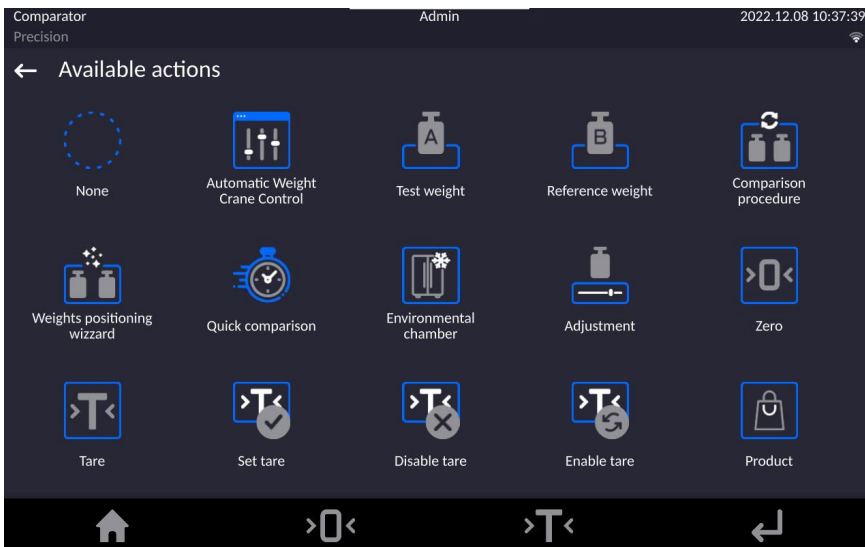 Comparator Admin 2022.12.08 10:37:39
Precision
Available actions
A
B
None
Automatic Weight
Crane Control
Test weight
Reference weight
Comparison
procedure
Weights positioning
wizzard
Quick comparison
Environmental
chamber
Adjustment
>0<
Zero
>T<
Tare
>T<
Set tare
>T<
Disable tare
>T<
Enable tare
Product
>0<
>T<